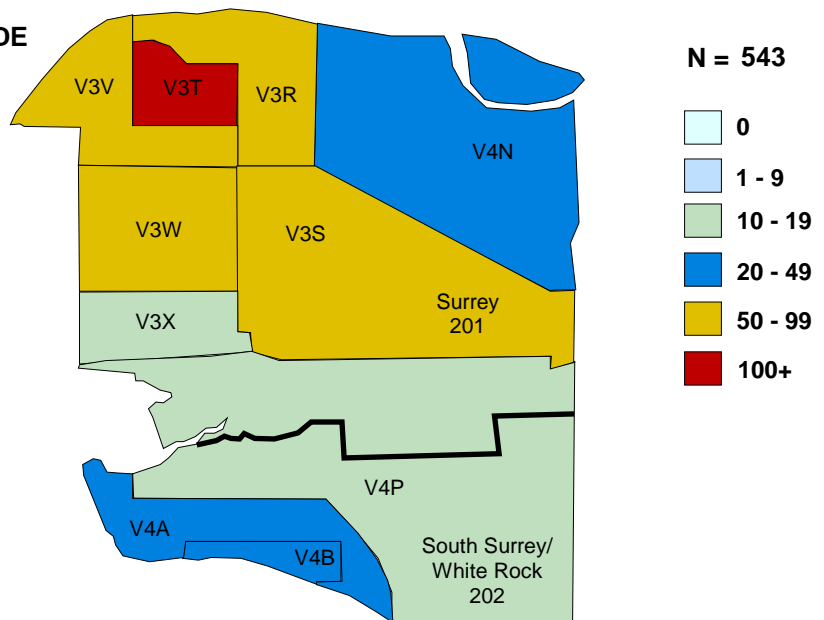 DE
N = 543
V3V
V3T
V3R
V4N
V3W
V3S
V3X
Surrey
201
V4P
V4A
V4B
South Surrey/
White Rock
202
0
1 - 9
10 - 19
20 - 49
50 - 99
100+